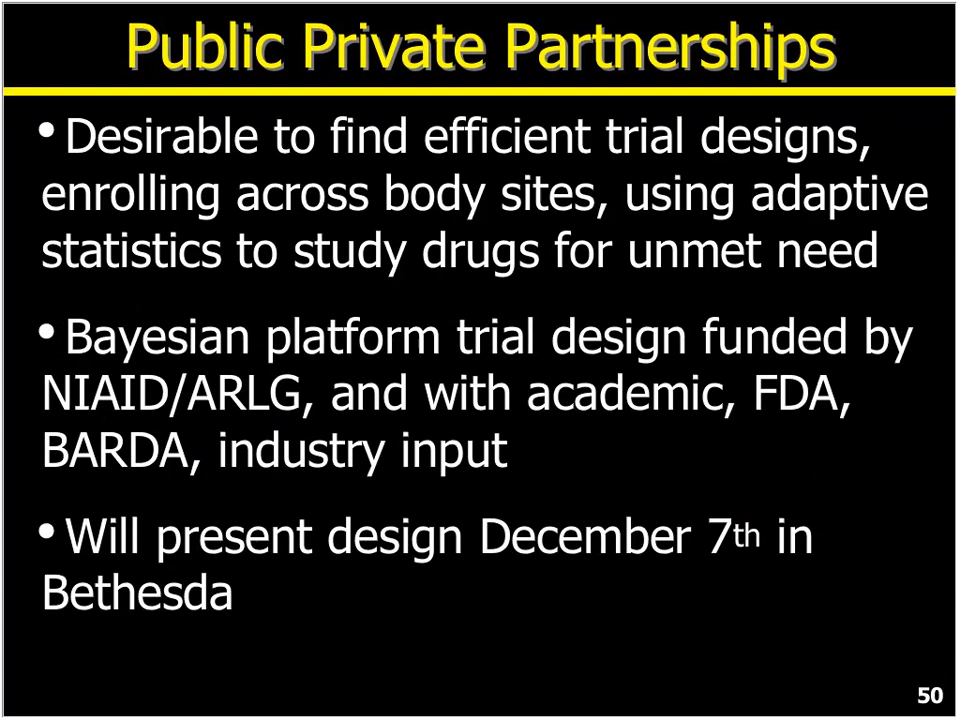 Public Private Partnerships
•Desirable to find efficient trial designs,
enrolling across body sites, using adaptive
statistics to study drugs for unmet need
•Bayesian platform trial design funded by
NIAID/ARLG, and with academic, FDA,
BARDA, industry input
•Will present design December 7th in
Bethesda
50